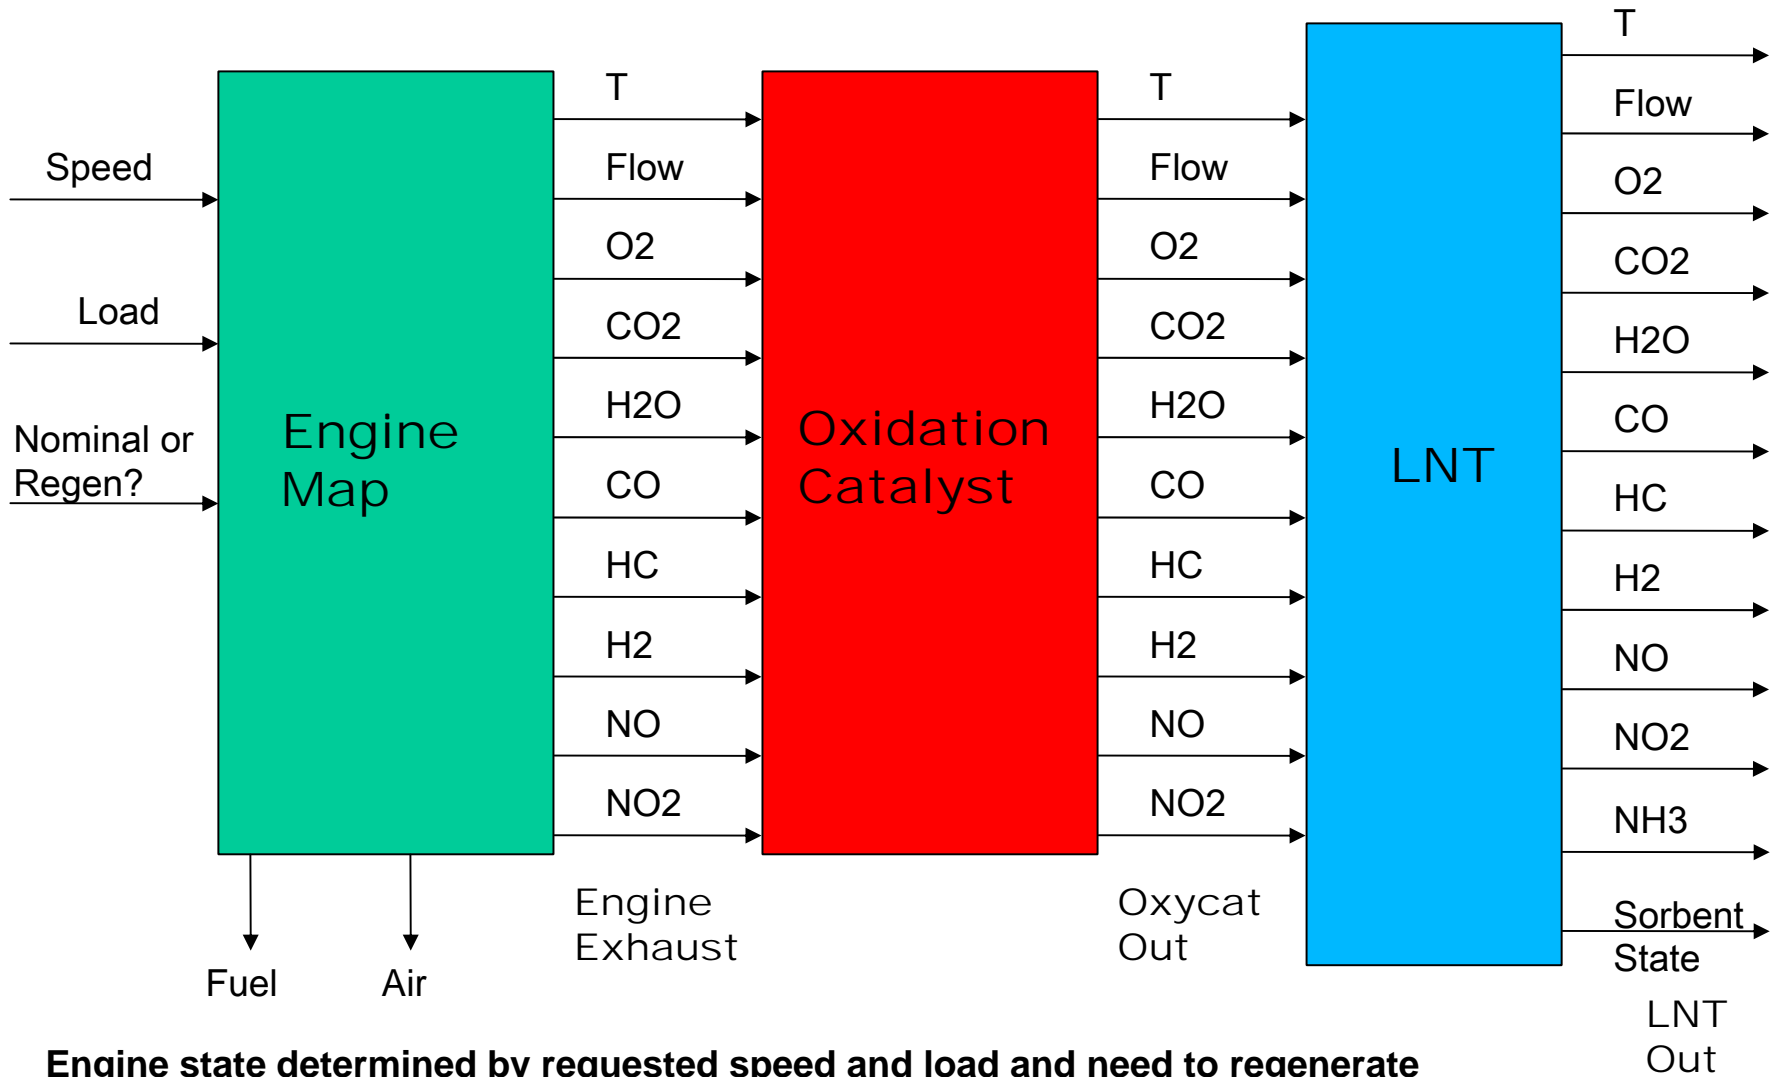 Speed
Load
Nominal or
Regen?
Engine
Map
Fuel
Air
T
Flow
O2
CO2
H2O
CO
HC
H2
NO
NO2
Engine
Exhaust
Oxidation
Catalyst
T
Flow
O2
CO2
H2O
CO
HC
H2
NO
NO2
Oxycat
Out
LNT
T
Flow
O2
CO2
H2O
CO
HC
H2
NO
NO2
NH3
Sorbent
State
LNT
Out
Engine state determined by requested speed and load and need to regenerate